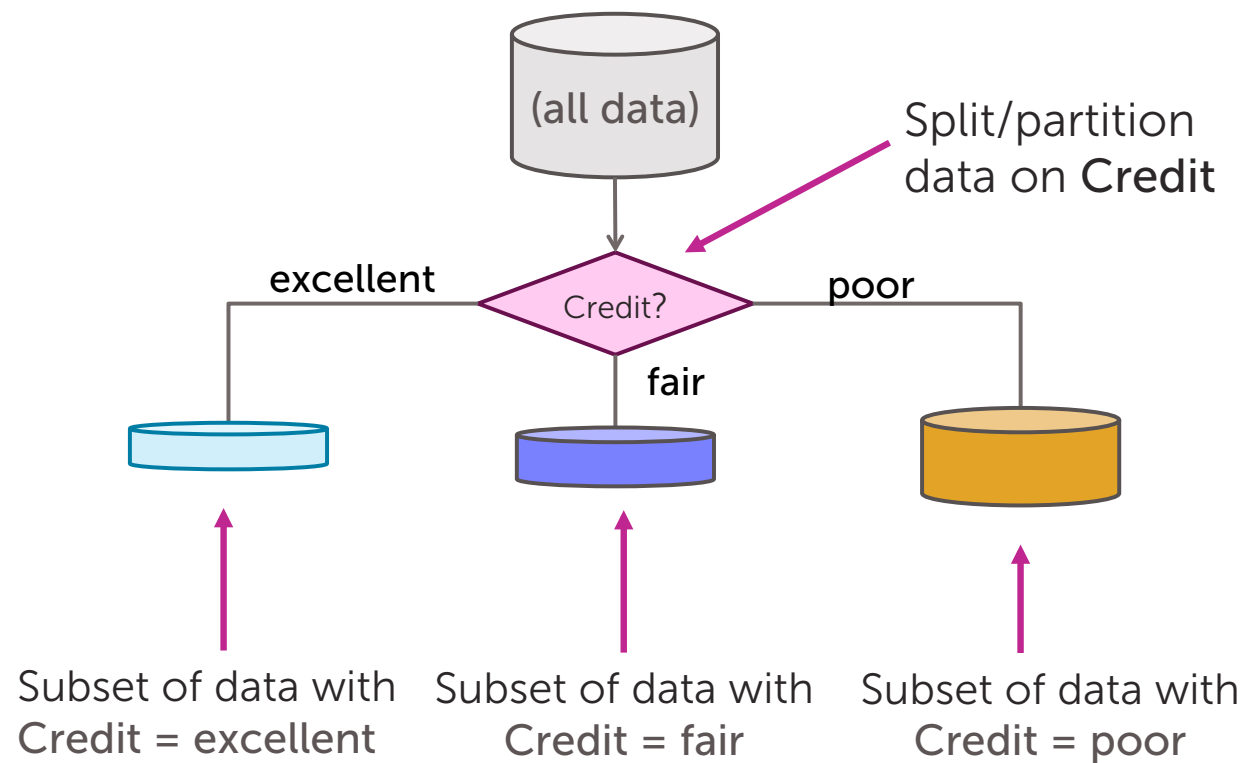 (all data)
Split/partition
data on Credit
excellent
Credit?
poor
fair
Subset of data with
Credit = excellent
Subset of data with
Credit = fair
Subset of data with
Credit = poor